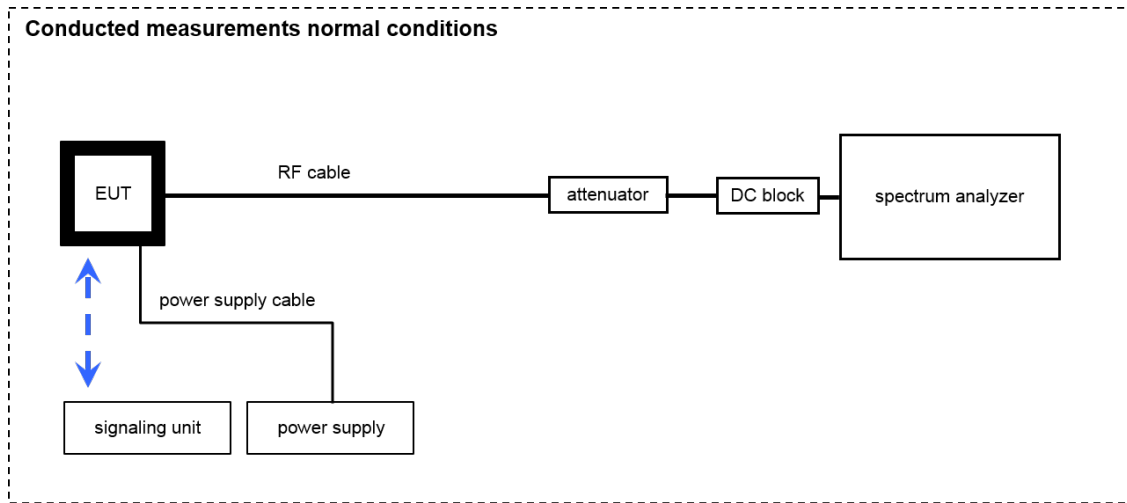 Conducted measurements normal conditions
EUT
RF cable
attenuator
DC block
spectrum analyzer
power supply cable
signaling unit
power supply